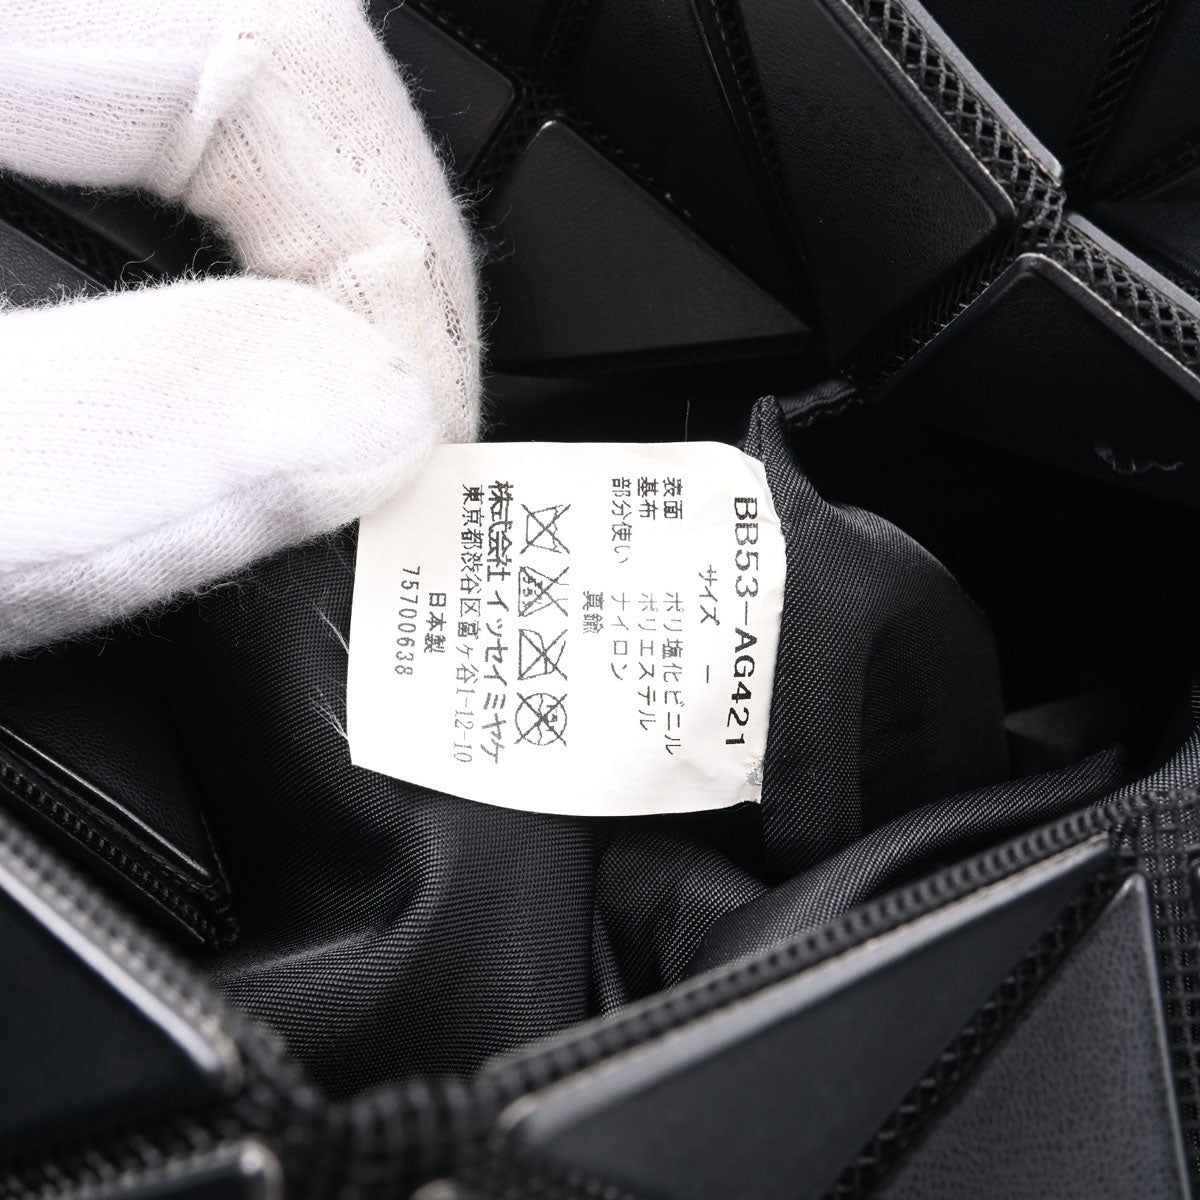 BB53-AG421
サイズ -
表面 ポリ塩化ビニル
基布 ポリエステル
部分使い ナイロン
真鍮
株式会社 イッセイミヤケ
東京都渋谷区富ヶ谷1-12-10
日本製
75700638